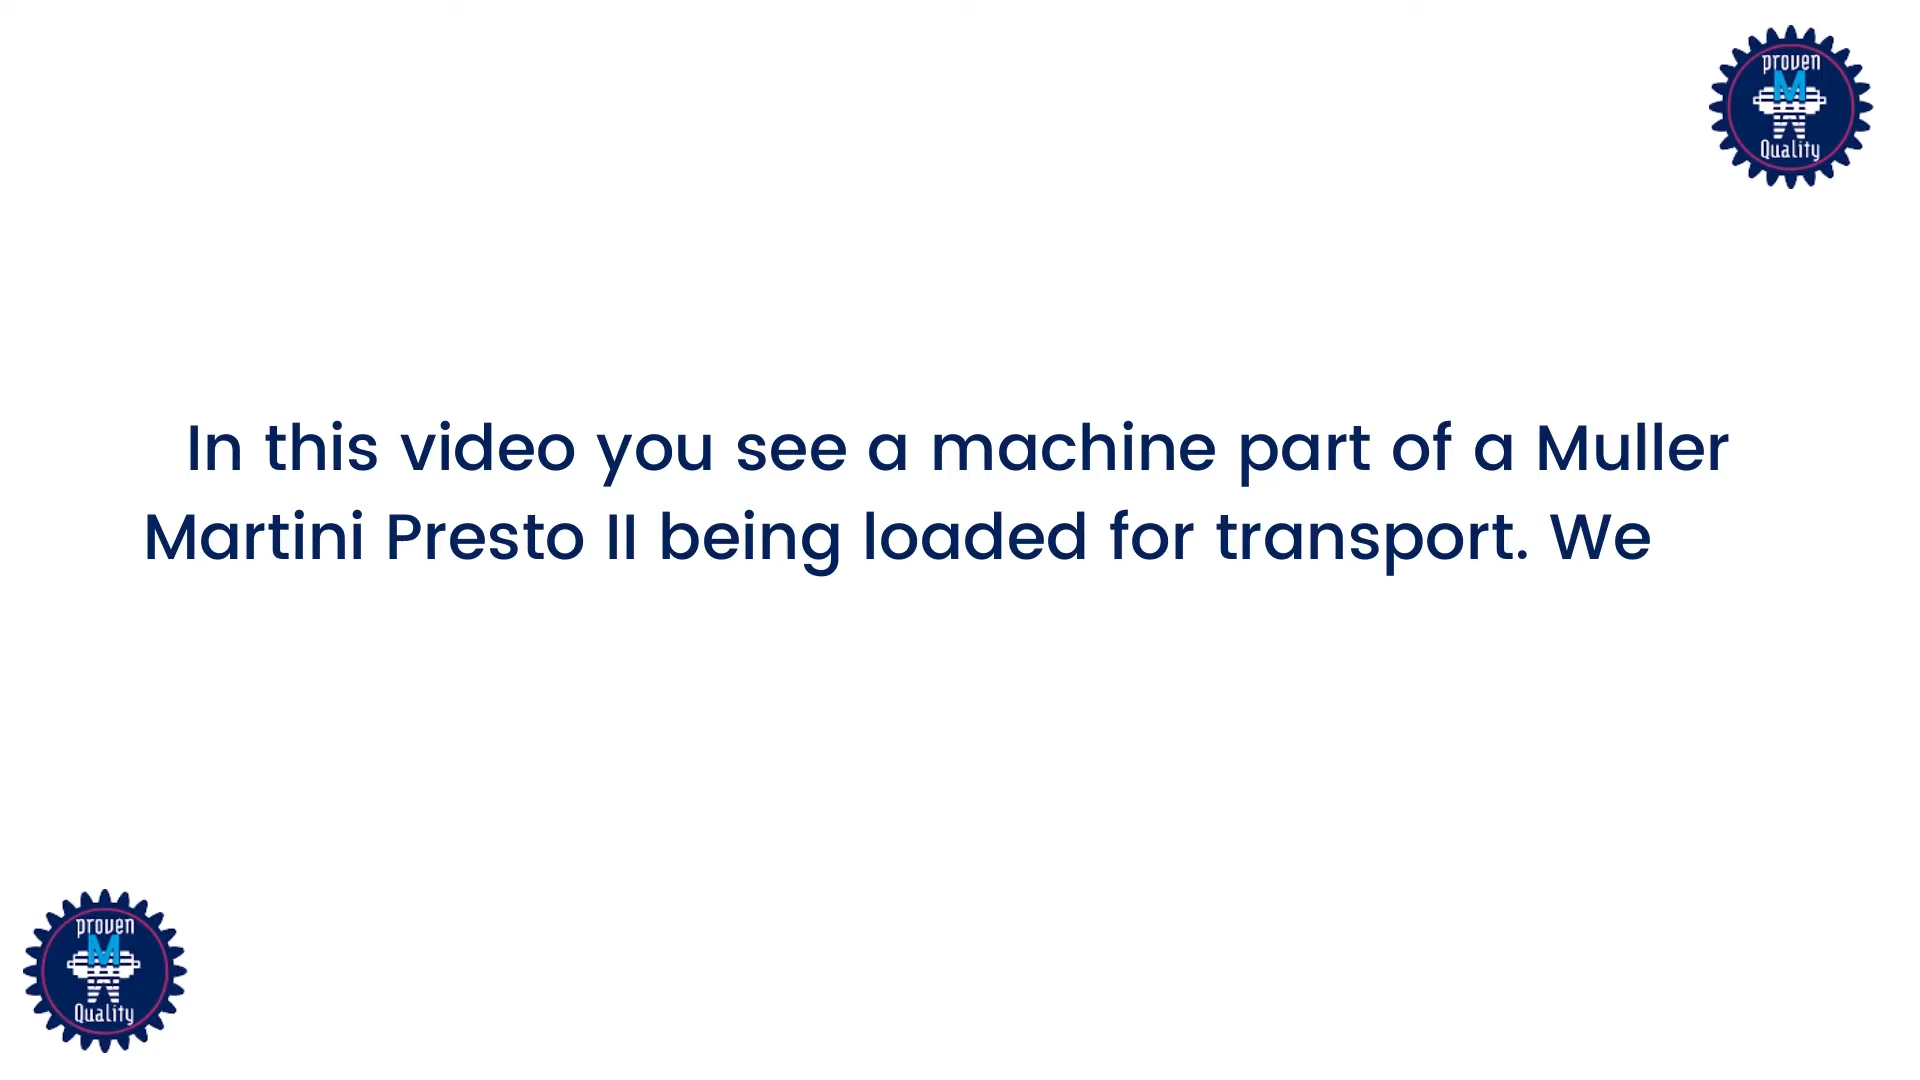 proven
M
Quality
In this video you see a machine part of a Muller
Martini Presto II being loaded for transport. We
proven
M
Quality